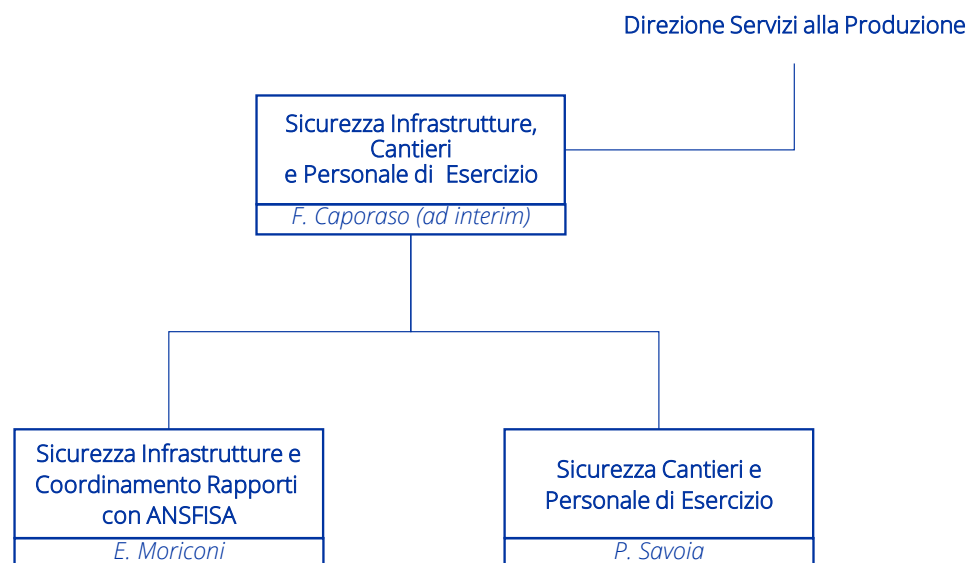 Direzione Servizi alla Produzione
Sicurezza Infrastrutture,
Cantieri
e Personale di Esercizio
F. Caporaso (ad interim)
Sicurezza Infrastrutture e
Coordinamento Rapporti
con ANSFISA
E. Moriconi
Sicurezza Cantieri e
Personale di Esercizio
P. Savoia